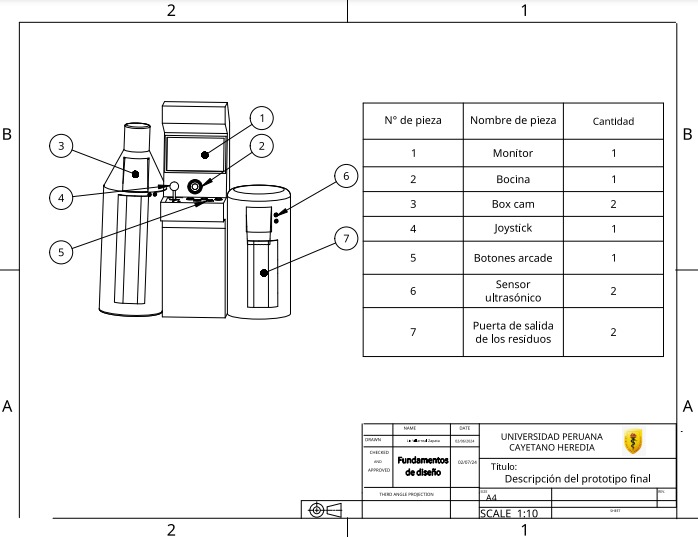 2
1
B
B
A
A
1
2
3
4
5
6
7
N° de pieza
Nombre de pieza
Cantidad
1
Monitor
1
2
Bocina
1
3
Box cam
2
4
Joystick
1
5
Botones arcade
1
6
Sensor
ultrasónico
2
7
Puerta de salida
de los residuos
2
NAME
DATE
DRAWN
02/06/2024
CHECKED
AND
APPROVED
Fundamentos
de diseño
02/07/24
THIRD ANGLE PROJECTION
UNIVERSIDAD PERUANA
CAYETANO HEREDIA
Título:
Descripción del prototipo final
SIZE
A4
REV.
SCALE 1:10
SHEET
2
1